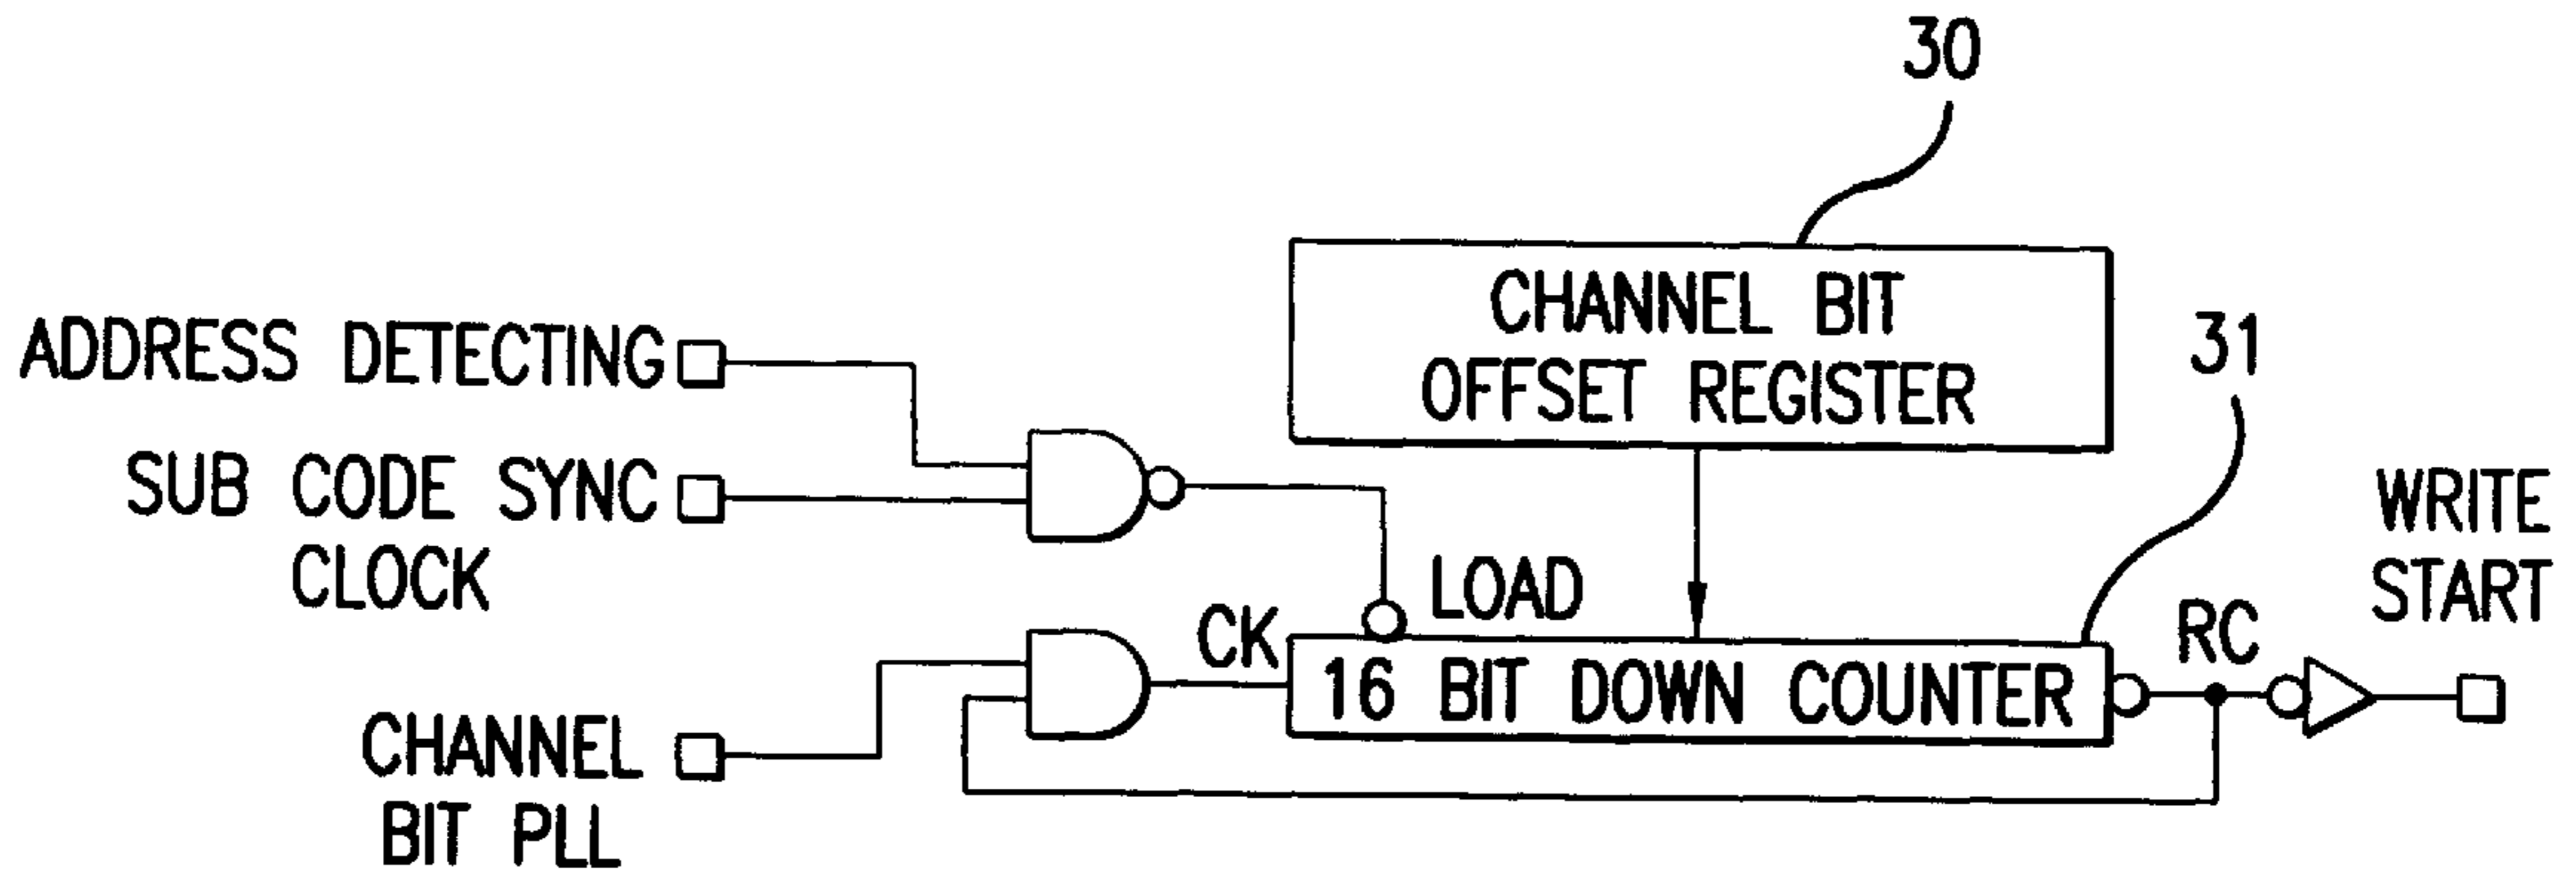 30
CHANNEL BIT
OFFSET REGISTER
31
ADDRESS DETECTING
SUB CODE SYNC
CLOCK
LOAD
CK
16 BIT DOWN COUNTER
RC
WRITE
START
CHANNEL
BIT PLL